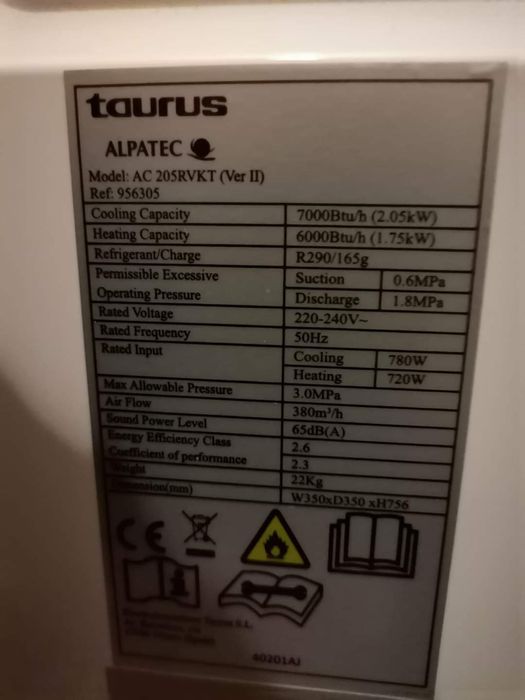 taurus
ALPATEC
Model: AC 205RVKT (Ver II)
Ref: 956305
Cooling Capacity 7000Btu/h (2.05kW)
Heating Capacity 6000Btu/h (1.75kW)
Refrigerant/Charge R290/165g
Permissible Excessive Operating Pressure Suction 0.6MPa
Discharge 1.8MPa
Rated Voltage 220-240V~
Rated Frequency 50Hz
Rated Input Cooling 780W
Heating 720W
Max Allowable Pressure 3.0MPa
Air Flow 380m³/h
Sound Power Level 65dB(A)
Energy Efficiency Class 2.6
Coefficient of performance 2.3
Weight 22Kg
Dimension(mm) W350xD350 xH756
CE
40201AJ